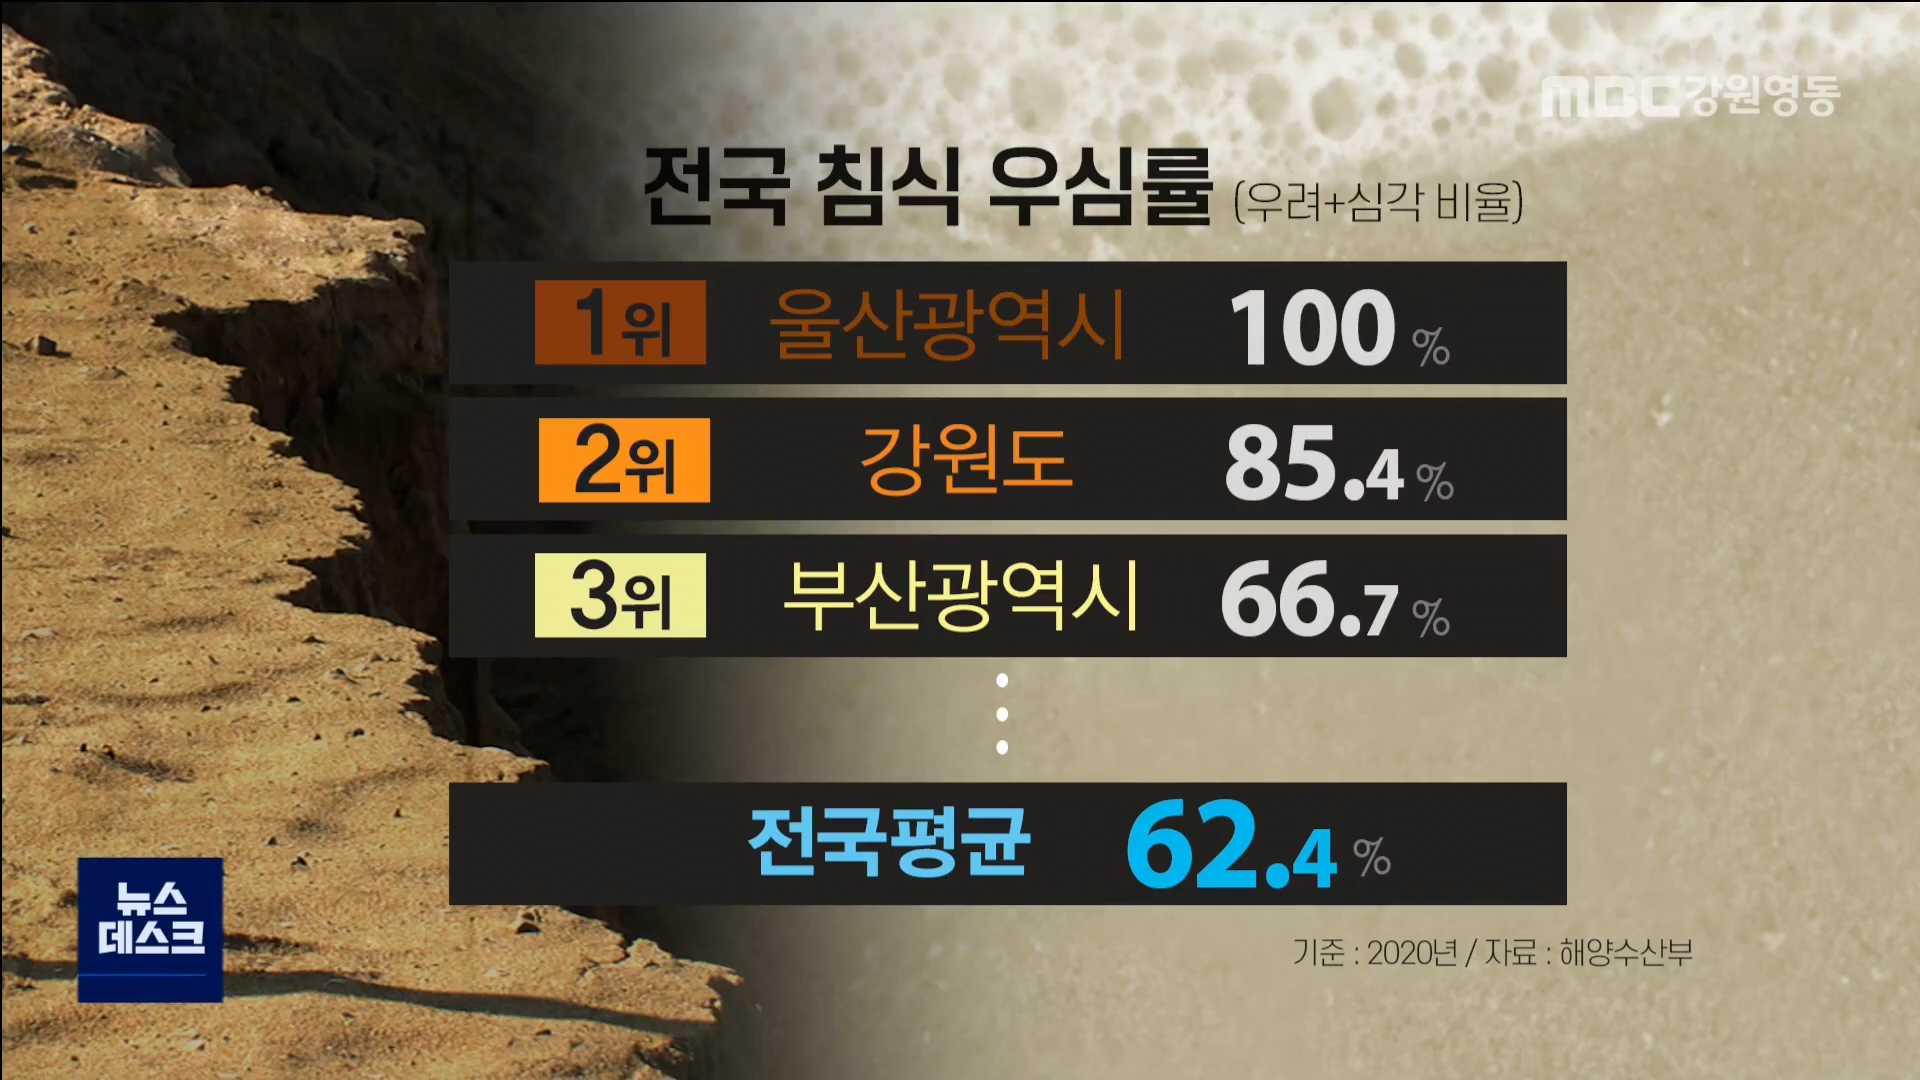 MBC강원영동
전국 침식 우심률 (우려+심각 비율)
1위 울산광역시 100 %
2위 강원도 85.4 %
3위 부산광역시 66.7 %
전국평균 62.4 %
기준 : 2020년 / 자료 : 해양수산부
뉴스
데스크